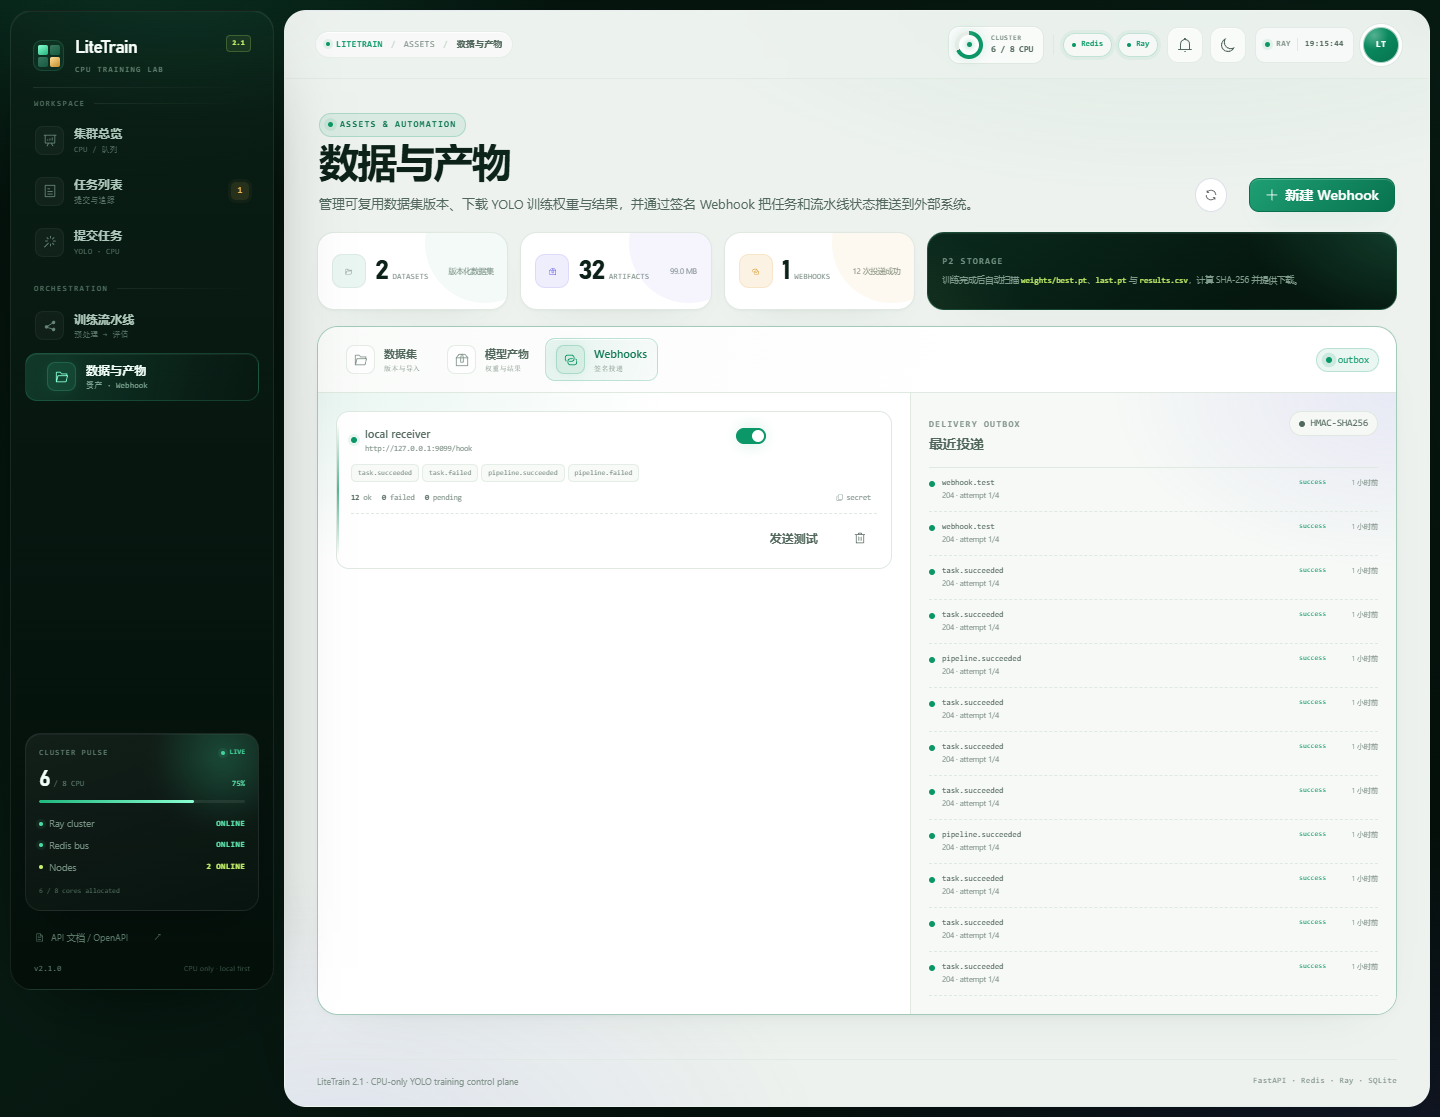 LiteTrain
2.1
CPU TRAINING LAB
WORKSPACE
集群总览
CPU / 队列
任务列表
提交与追踪
1
提交任务
YOLO · CPU
ORCHESTRATION
训练流水线
预处理 → 评估
数据与产物
资产 · Webhook
CLUSTER PULSE
LIVE
6 / 8 CPU
75%
Ray cluster
ONLINE
Redis bus
ONLINE
Nodes
2 ONLINE
6 / 8 cores allocated
API 文档 / OpenAPI
v2.1.0
CPU only · local first
LITETRAIN / ASSETS / 数据与产物
CLUSTER
6 / 8 CPU
Redis
Ray
RAY
19:15:44
LT
ASSETS & AUTOMATION
数据与产物
管理可复用数据集版本、下载 YOLO 训练权重与结果，并通过签名 Webhook 把任务和流水线状态推送到外部系统。
新建 Webhook
2 DATASETS
版本化数据集
32 ARTIFACTS
99.0 MB
1 WEBHOOKS
12 次投递成功
P2 STORAGE
训练完成后自动扫描 weights/best.pt、last.pt 与 results.csv，计算 SHA-256 并提供下载。
数据集
版本与导入
模型产物
权重与结果
Webhooks
签名投递
outbox
local receiver
http://127.0.0.1:9099/hook
task.succeeded
task.failed
pipeline.succeeded
pipeline.failed
12 ok
0 failed
0 pending
secret
发送测试
DELIVERY OUTBOX
最近投递
HMAC-SHA256
webhook.test
204 · attempt 1/4
success
1 小时前
webhook.test
204 · attempt 1/4
success
1 小时前
task.succeeded
204 · attempt 1/4
success
1 小时前
task.succeeded
204 · attempt 1/4
success
1 小时前
pipeline.succeeded
204 · attempt 1/4
success
1 小时前
task.succeeded
204 · attempt 1/4
success
1 小时前
task.succeeded
204 · attempt 1/4
success
1 小时前
task.succeeded
204 · attempt 1/4
success
1 小时前
pipeline.succeeded
204 · attempt 1/4
success
1 小时前
task.succeeded
204 · attempt 1/4
success
1 小时前
task.succeeded
204 · attempt 1/4
success
1 小时前
task.succeeded
204 · attempt 1/4
success
1 小时前
LiteTrain 2.1 · CPU-only YOLO training control plane
FastAPI · Redis · Ray · SQLite